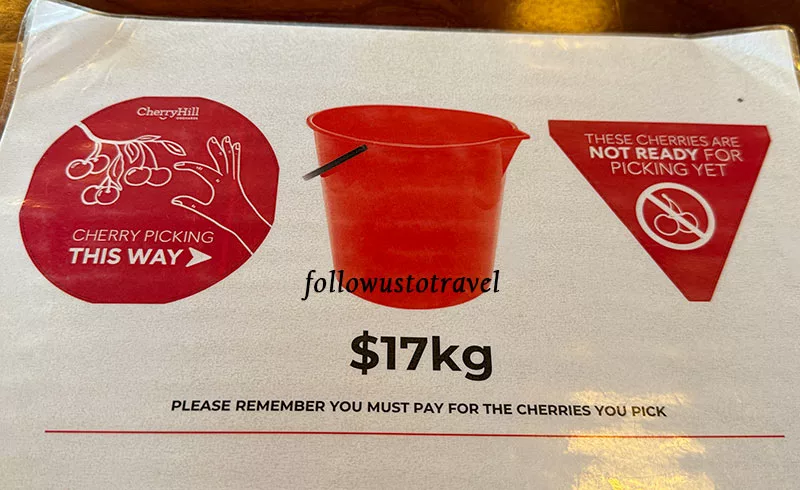 CherryHill
ORCHARDS
CHERRY PICKING
THIS WAY
THESE CHERRIES ARE
NOT READY FOR
PICKING YET
followustotravel
$17kg
PLEASE REMEMBER YOU MUST PAY FOR THE CHERRIES YOU PICK